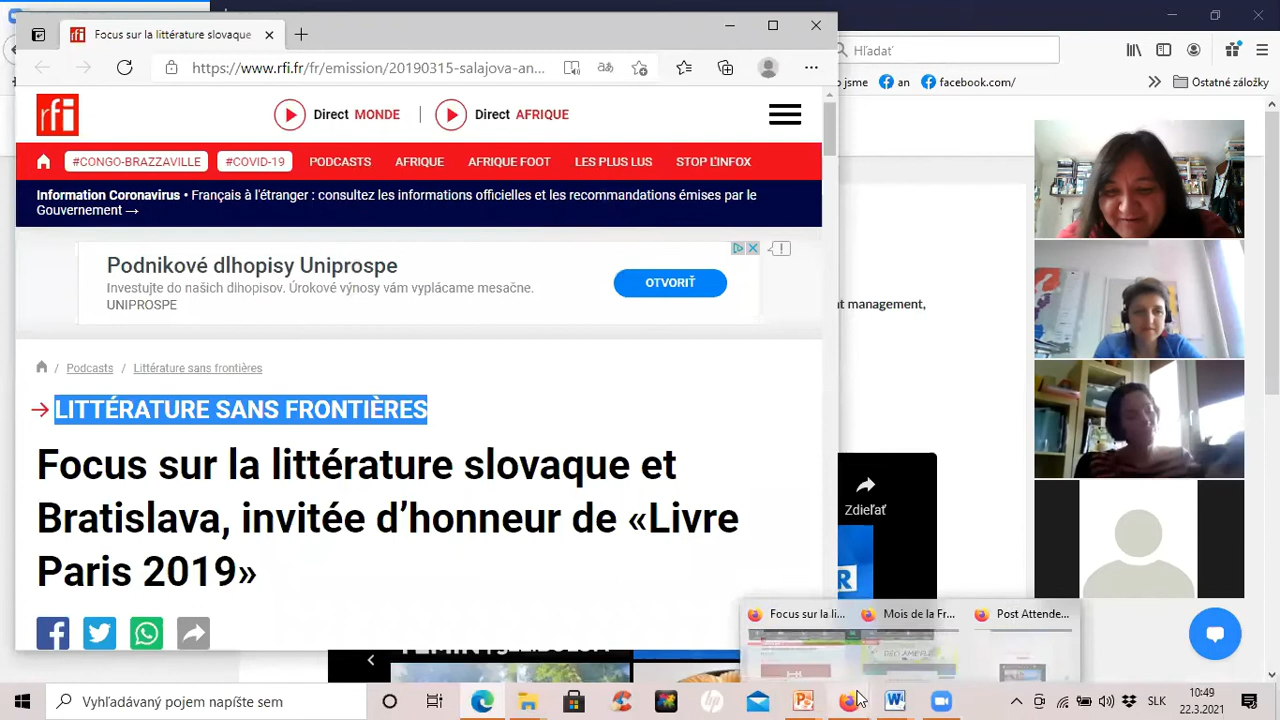 Focus sur la littérature slovaque
https://www.rfi.fr/fr/emission/20190315-salajova-an...
Hľadať
jsme
an
facebook.com/
Ostatné záložky
rfi
Direct MONDE
Direct AFRIQUE
#CONGO-BRAZZAVILLE
#COVID-19
PODCASTS
AFRIQUE
AFRIQUE FOOT
LES PLUS LUS
STOP L'INFOX
Information Coronavirus • Français à l'étranger : consultez les informations officielles et les recommandations émises par le
Gouvernement →
Podnikové dlhopisy Uniprospe
Investujte do našich dlhopisov. Úrokové výnosy vám vyplácame mesačne.
UNIPROSPE
OTVORIŤ
management,
/ Podcasts / Littérature sans frontières
→ LITTÉRATURE SANS FRONTIÈRES
Focus sur la littérature slovaque et
Bratislava, invitée d'honneur de «Livre
Paris 2019»
Zdieľať
Focus sur la li...
Mois de la Fr...
Post Attende...
Vyhľadávaný pojem napíšte sem
SLK
10:49
22.3.2021